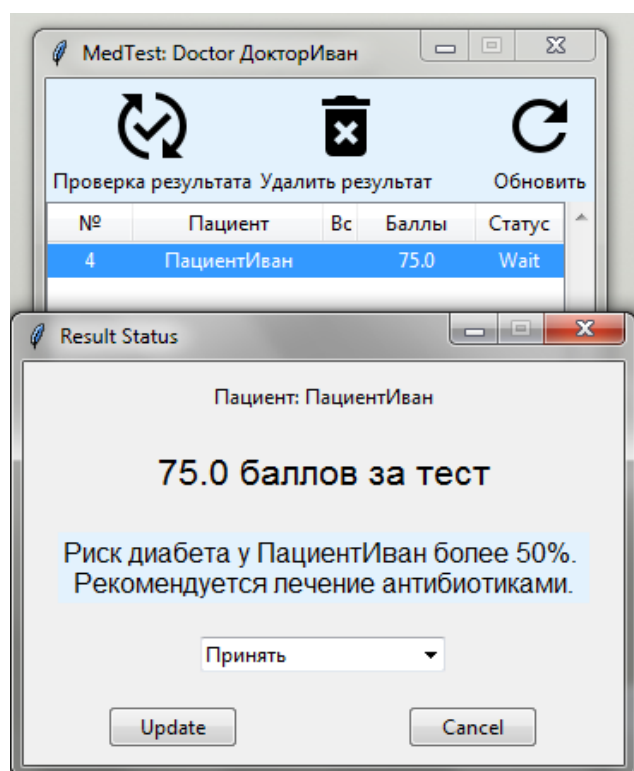 MedTest: Doctor ДокторИван
Проверка результата Удалить результат Обновить
№ Пациент Вс Баллы Статус
4 ПациентИван 75.0 Wait
Result Status
Пациент: ПациентИван
75.0 баллов за тест
Риск диабета у ПациентИван более 50%.
Рекомендуется лечение антибиотиками.
Принять
Update Cancel